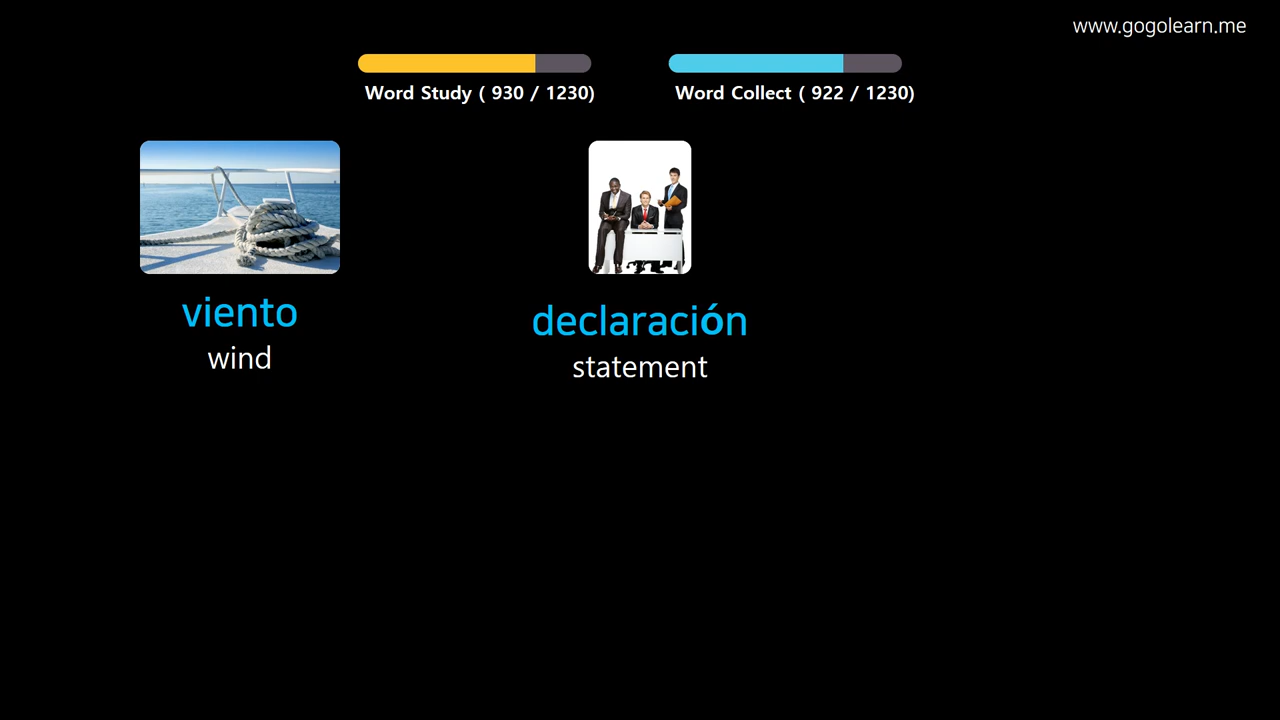 www.gogolearn.me
Word Study ( 930 / 1230)
Word Collect ( 922 / 1230)
viento
wind
declaración
statement